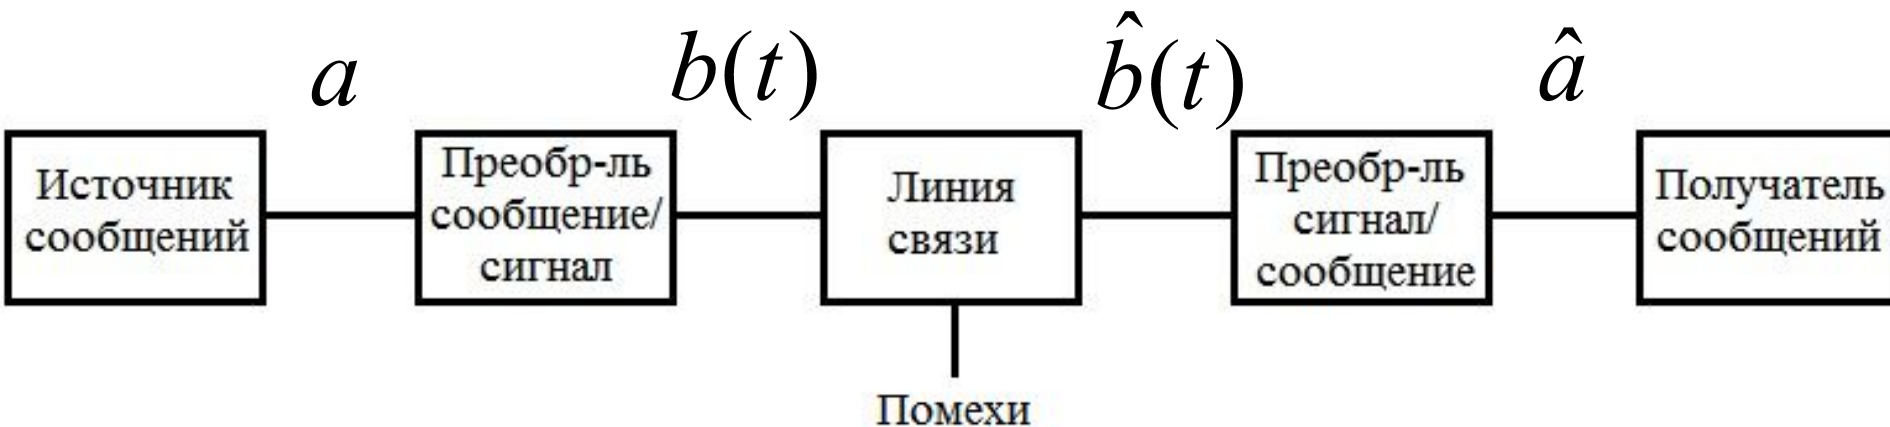 a
b(t)
b̂(t)
â
Источник
сообщений
Преобр-ль
сообщение/
сигнал
Линия
связи
Преобр-ль
сигнал/
сообщение
Получатель
сообщений
Помехи